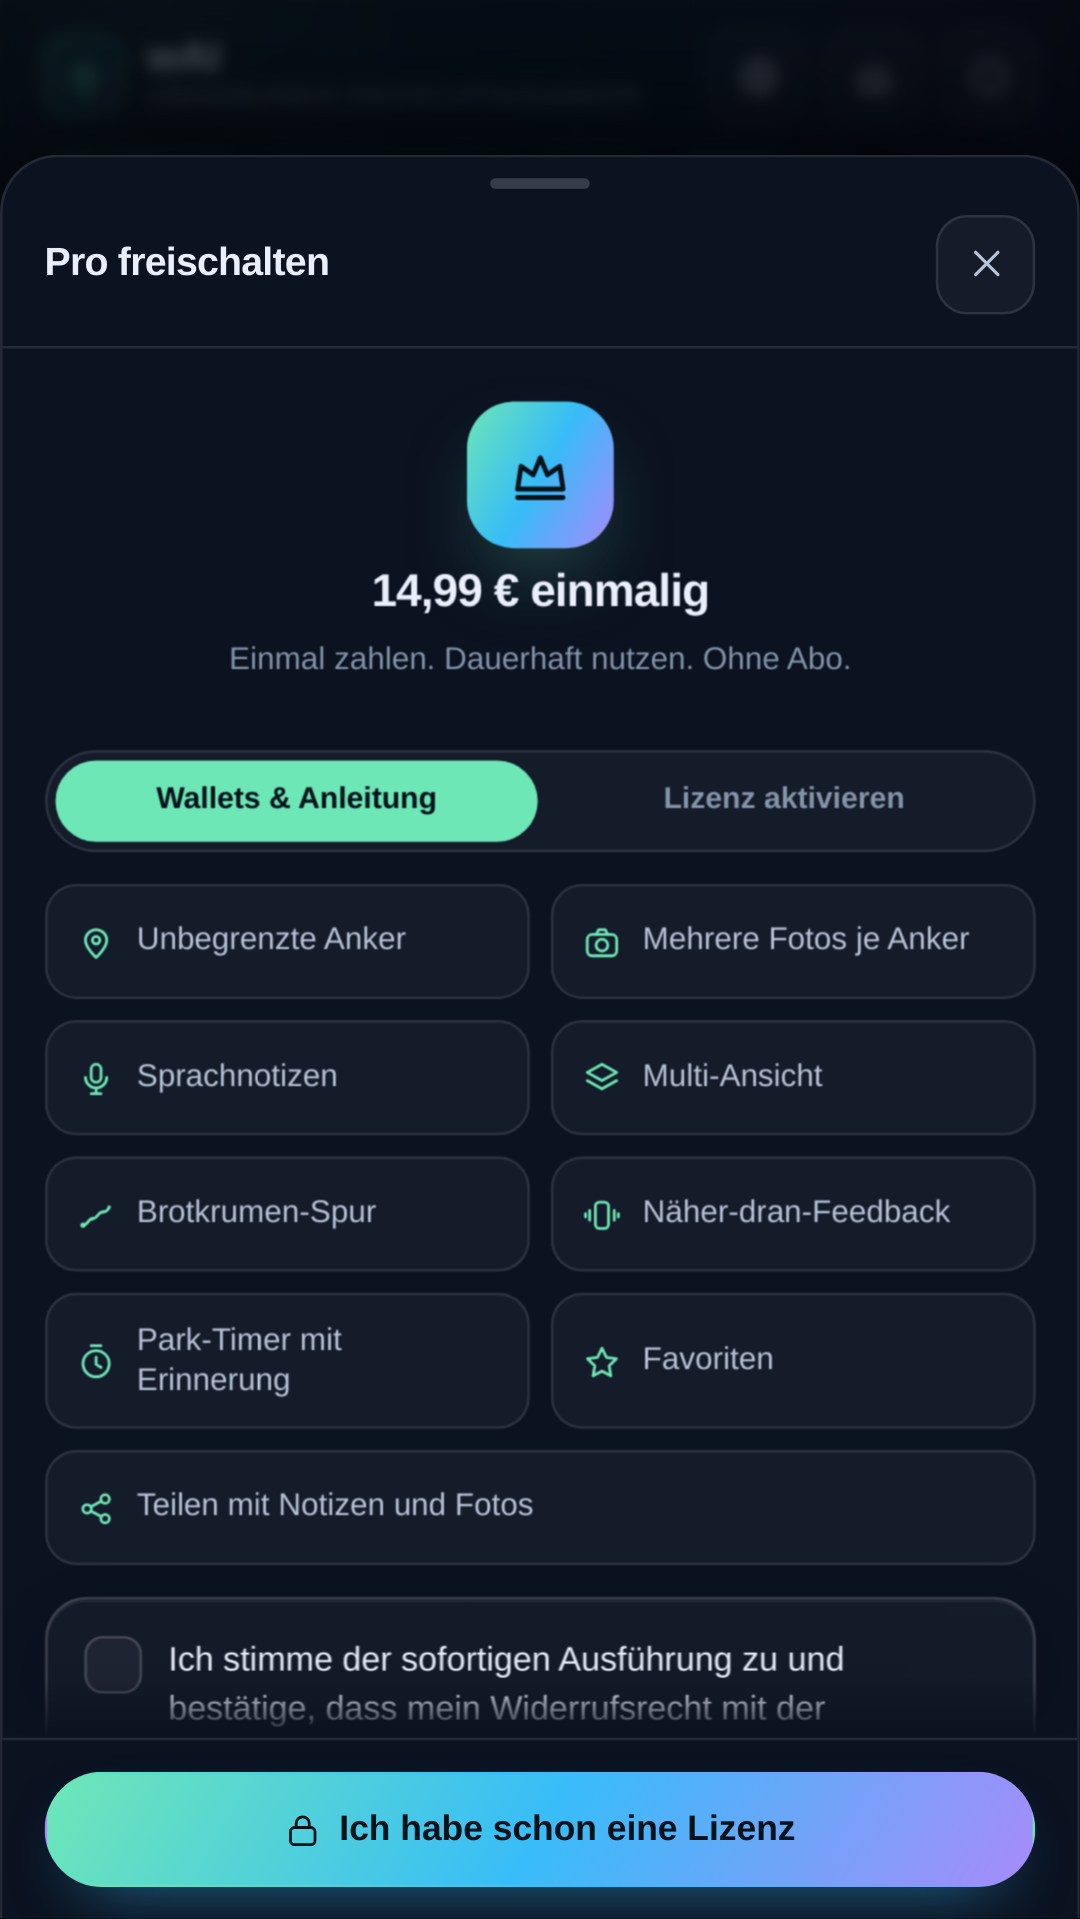 Pro freischalten
14,99 € einmalig
Einmal zahlen. Dauerhaft nutzen. Ohne Abo.
Wallets & Anleitung
Lizenz aktivieren
Unbegrenzte Anker
Mehrere Fotos je Anker
Sprachnotizen
Multi-Ansicht
Brotkrumen-Spur
Näher-dran-Feedback
Park-Timer mit
Erinnerung
Favoriten
Teilen mit Notizen und Fotos
Ich stimme der sofortigen Ausführung zu und
bestätige, dass mein Widerrufsrecht mit der
Ich habe schon eine Lizenz